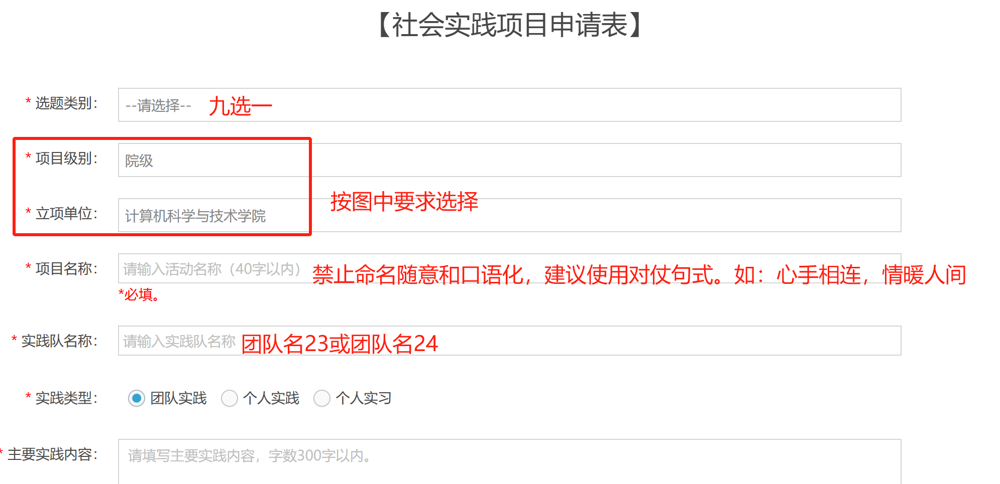 【社会实践项目申请表】
* 选题类别： --请选择-- 九选一
* 项目级别： 院级
按图中要求选择
* 立项单位： 计算机科学与技术学院
* 项目名称： 请输入活动名称（40字以内） 禁止命名随意和口语化，建议使用对仗句式。如：心手相连，情暖人间
*必填。
* 实践队名称： 请输入实践队名称 团队名23或团队名24
* 实践类型： 团队实践 个人实践 个人实习
* 主要实践内容： 请填写主要实践内容，字数300字以内。